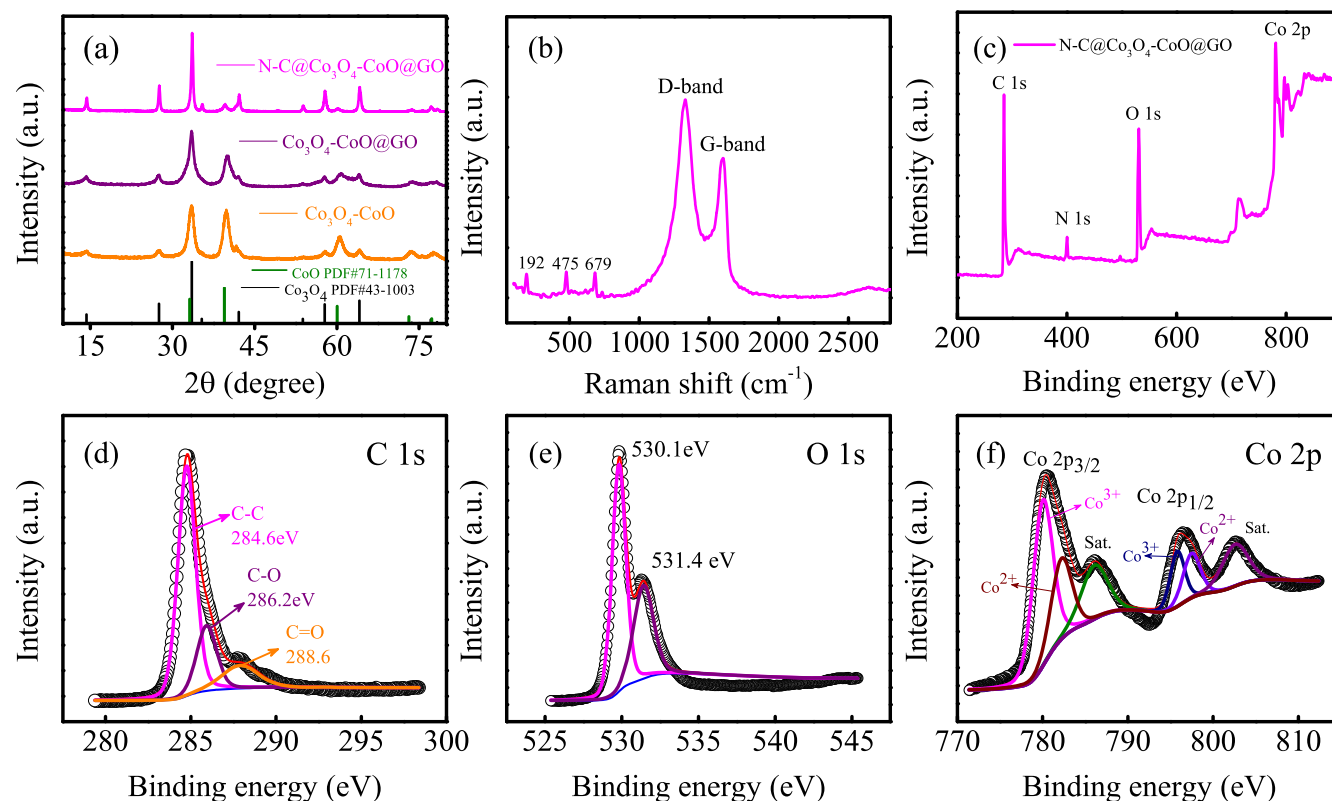 (a)
N-C@Co₃O₄-CoO@GO
Co₃O₄-CoO@GO
Co₃O₄-CoO
CoO PDF#71-1178
Co₃O₄ PDF#43-1003
Intensity (a.u.)
15 30 45 60 75
2θ (degree)
(b)
D-band
G-band
192 475 679
Intensity (a.u.)
500 1000 1500 2000 2500
Raman shift (cm⁻¹)
(c)
N-C@Co₃O₄-CoO@GO
Co 2p
C 1s
O 1s
N 1s
Intensity (a.u.)
200 400 600 800
Binding energy (eV)
(d)
C 1s
C-C
284.6eV
C-O
286.2eV
C=O
288.6
Intensity (a.u.)
280 285 290 295 300
Binding energy (eV)
(e)
O 1s
530.1eV
531.4 eV
Intensity (a.u.)
525 530 535 540 545
Binding energy (eV)
(f)
Co 2p
Co 2p3/2
Co³⁺
Co 2p1/2
Co²⁺
Sat.
Sat.
Co³⁺
Co²⁺
Intensity (a.u.)
770 780 790 800 810
Binding energy (eV)